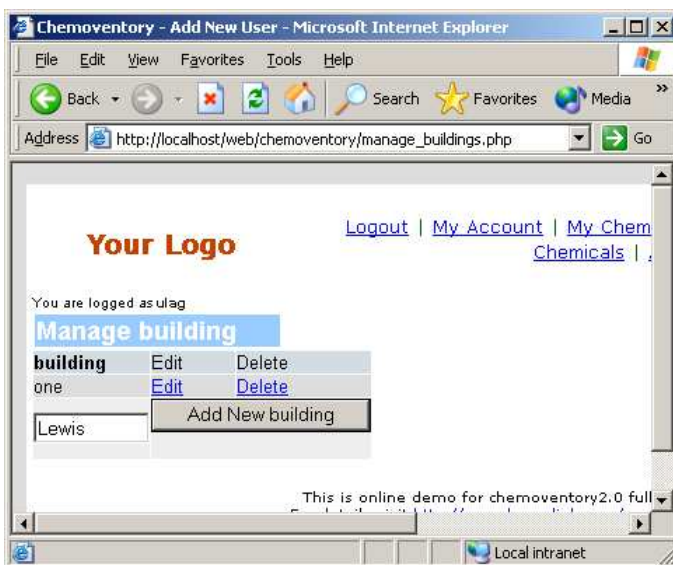 Chemoventory - Add New User - Microsoft Internet Explorer
File Edit View Favorites Tools Help
Back Search Favorites Media »
Address http://localhost/web/chemoventory/manage_buildings.php Go
Your Logo
Logout | My Account | My Chem
Chemicals |
You are logged as ulag
Manage building
building Edit Delete
one Edit Delete
Lewis Add New building
This is online demo for chemoventory2.0 full
Local intranet